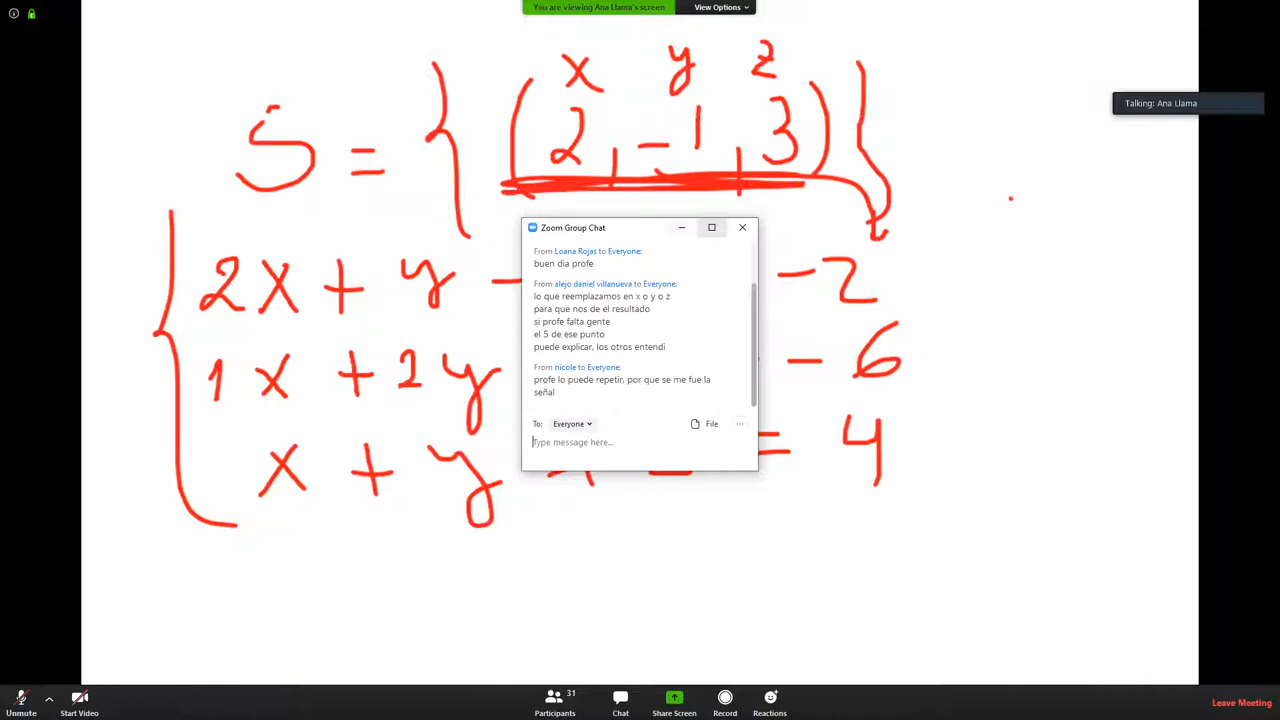 You are viewing Ana Llama's screen View Options
Talking: Ana Llama
x y z
S = { (2, -1, 3) }
2x + y - -2
1x + 2y - 6
x + y = 4
Zoom Group Chat
From Loana Rojas to Everyone:
buen dia profe
From alejo daniel villanueva to Everyone:
lo que reemplazamos en x o y o z
para que nos de el resultado
si profe falta gente
el 5 de ese punto
puede explicar, los otros entendi
From nicole to Everyone:
profe lo puede repetir, por que se me fue la
señal
To: Everyone File ...
Type message here...
Unmute Start Video Participants 31 Chat Share Screen Record Reactions Leave Meeting